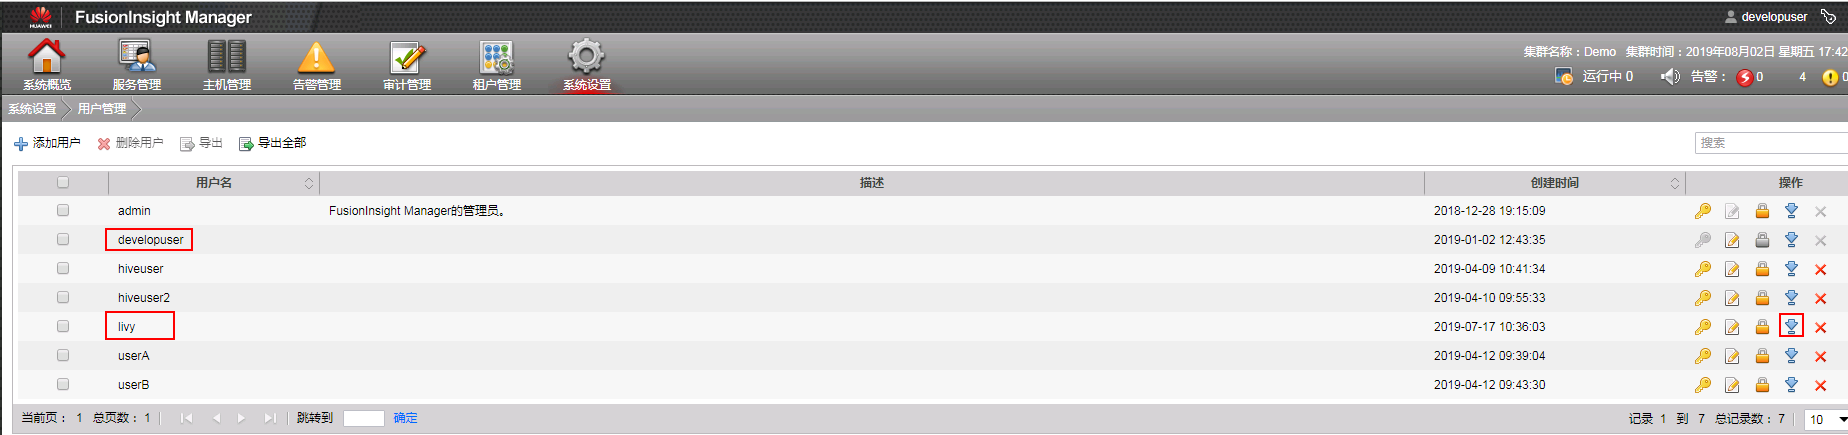 HUAWEI FusionInsight Manager developuser
系统概览 服务管理 主机管理 告警管理 审计管理 租户管理 系统设置
集群名称：Demo 集群时间：2019年08月02日 星期五 17:42
运行中 0 告警： 0 4 0
系统设置 用户管理
添加用户 删除用户 导出 导出全部 搜索
用户名 描述 创建时间 操作
admin FusionInsight Manager的管理员。 2018-12-28 19:15:09
developuser 2019-01-02 12:43:35
hiveuser 2019-04-09 10:41:34
hiveuser2 2019-04-10 09:55:33
livy 2019-07-17 10:36:03
userA 2019-04-12 09:39:04
userB 2019-04-12 09:43:30
当前页： 1 总页数： 1 跳转到 确定 记录 1 到 7 总记录数： 7 10